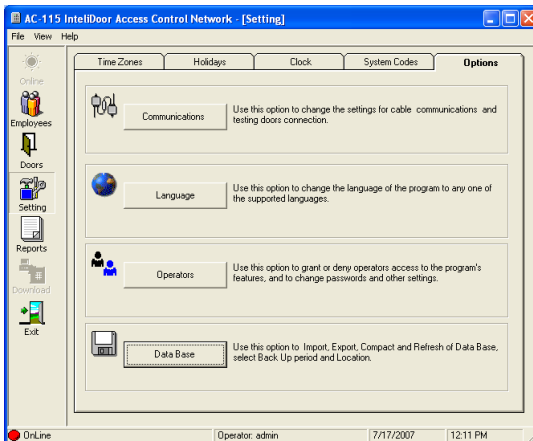 AC-115 InteliDoor Access Control Network - [Setting]
File View Help
Time Zones Holidays Clock System Codes Options
Online
Employees
Doors
Setting
Reports
Download
Exit
Communications
Use this option to change the settings for cable communications and
testing doors connection.
Language
Use this option to change the language of the program to any one of
the supported languages.
Operators
Use this option to grant or deny operators access to the program's
features, and to change passwords and other settings.
Data Base
Use this option to Import, Export, Compact and Refresh of Data Base,
select Back Up period and Location.
OnLine Operator: admin 7/17/2007 12:11 PM